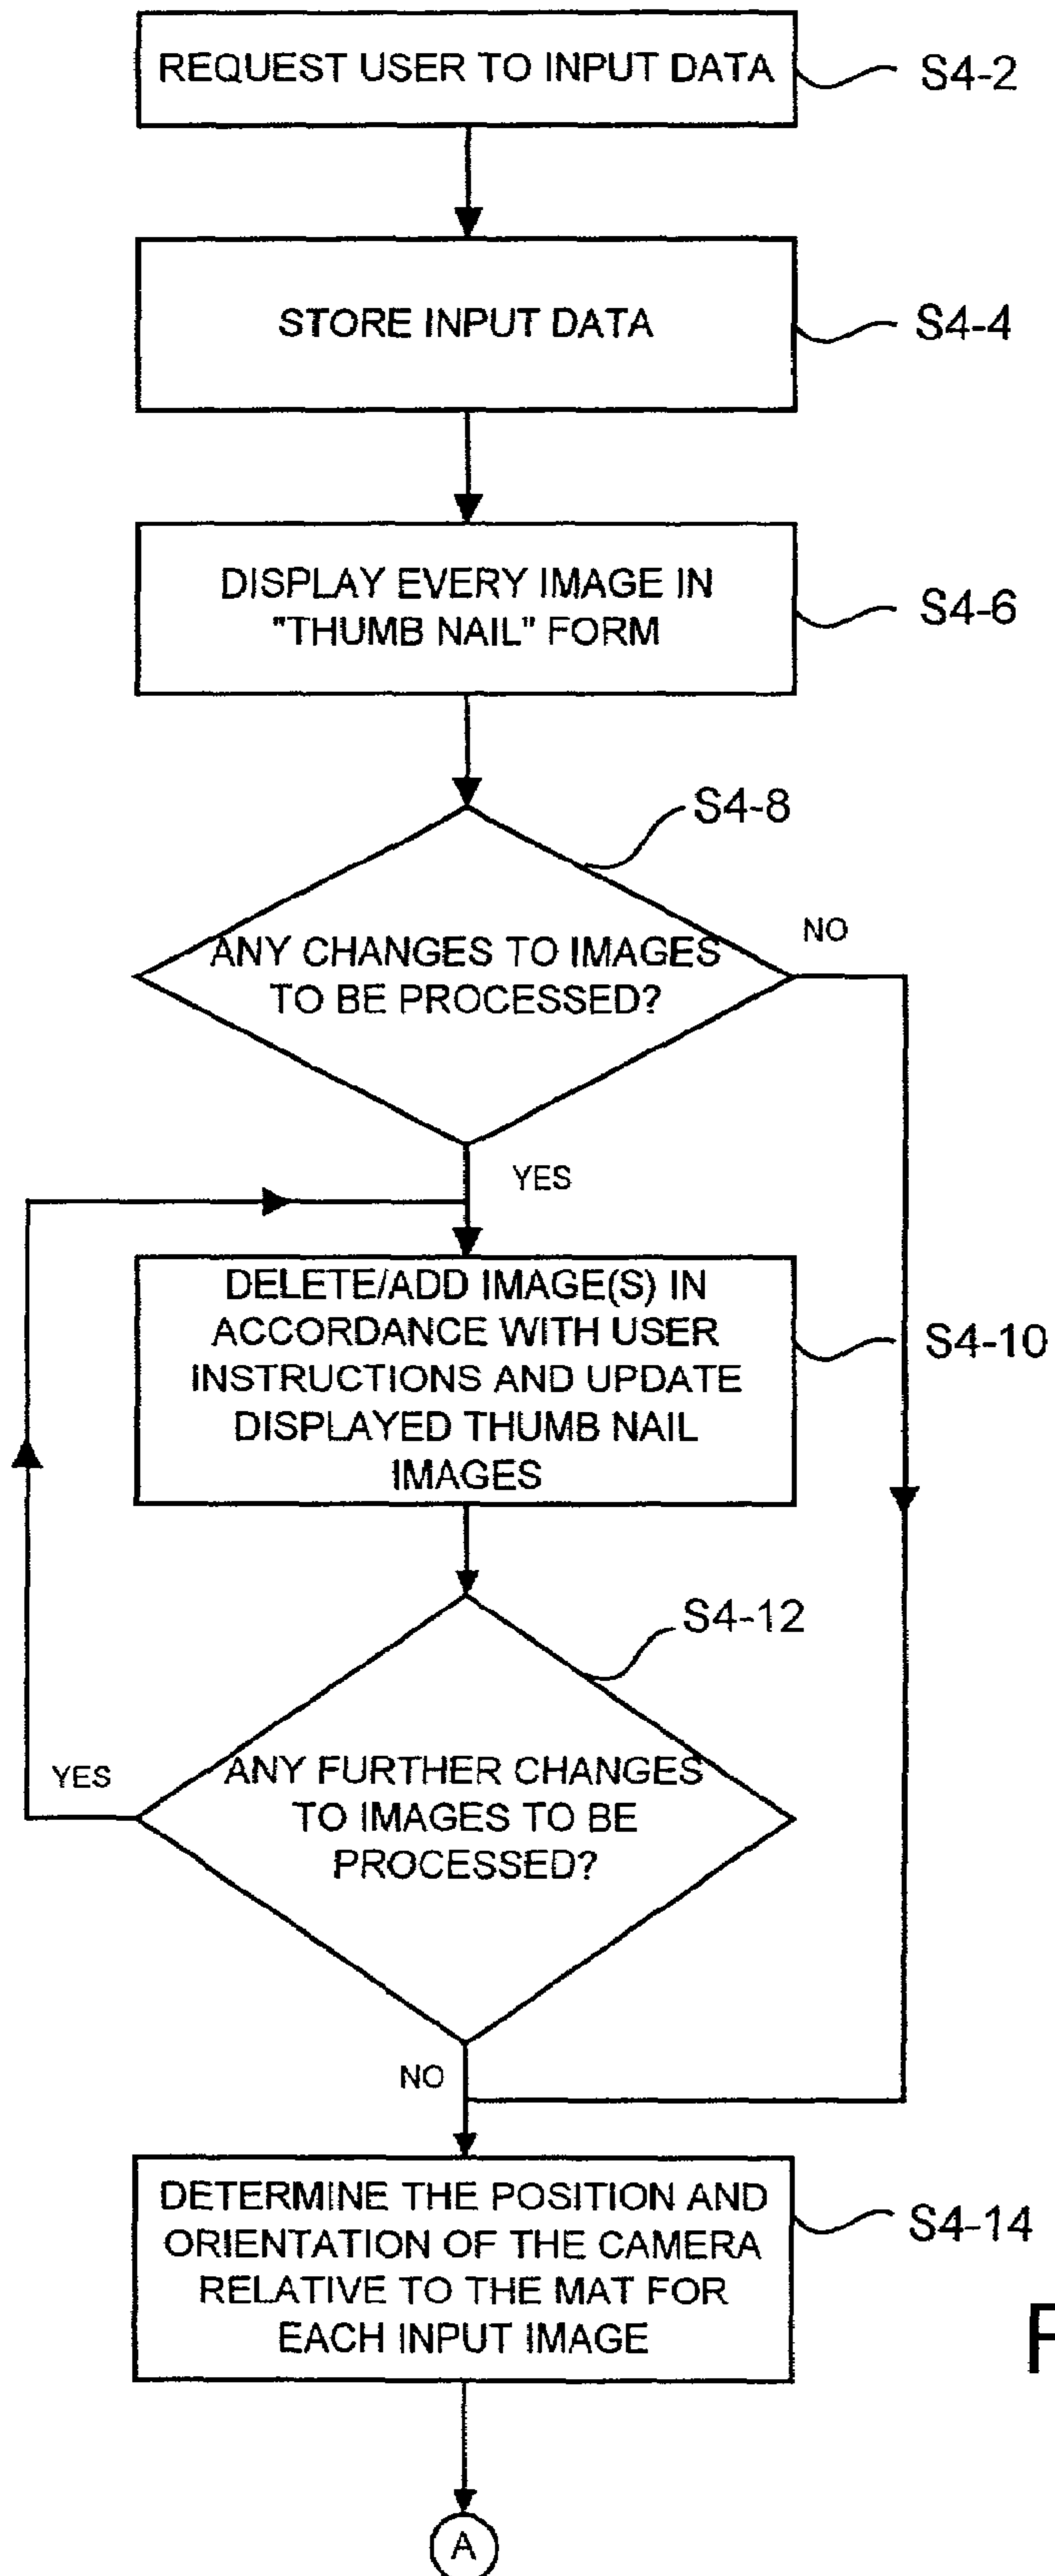 REQUEST USER TO INPUT DATA
S4-2
STORE INPUT DATA
S4-4
DISPLAY EVERY IMAGE IN
"THUMB NAIL" FORM
S4-6
S4-8
ANY CHANGES TO IMAGES
TO BE PROCESSED?
NO
YES
DELETE/ADD IMAGE(S) IN
ACCORDANCE WITH USER
INSTRUCTIONS AND UPDATE
DISPLAYED THUMB NAIL
IMAGES
S4-10
S4-12
ANY FURTHER CHANGES
TO IMAGES TO BE
PROCESSED?
YES
NO
DETERMINE THE POSITION AND
ORIENTATION OF THE CAMERA
RELATIVE TO THE MAT FOR
EACH INPUT IMAGE
S4-14
A